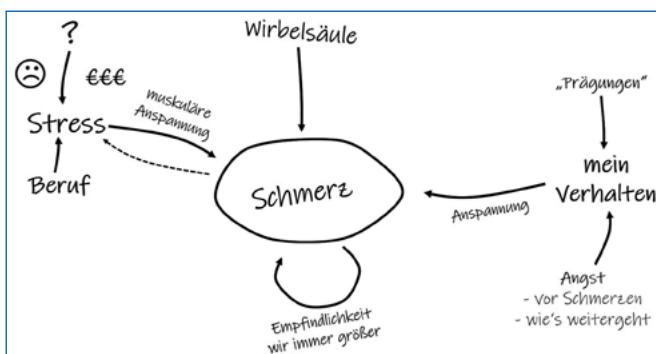 ?
€€€
Stress
Beruf
muskuläre
Anspannung
Wirbelsäule
Schmerz
Empfindlichkeit
wir immer größer
Anspannung
„Prägungen"
mein
Verhalten
Angst
- vor Schmerzen
- wie's weitergeht